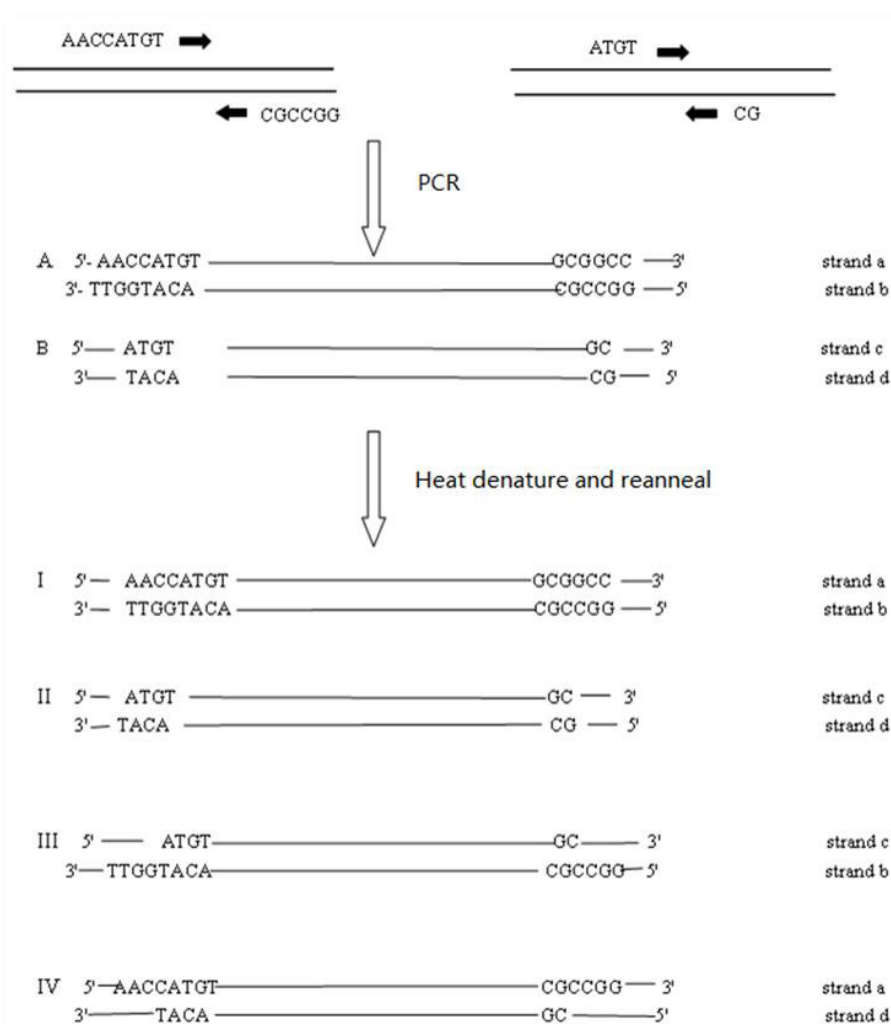 AACCATGT
ATGT
CGCCGG
CG
PCR
A 5'- AACCATGT GCGGCC 3' strand a
3'- TTGGTACA CGCCGG 5' strand b
B 5' ATGT GC 3' strand c
3' TACA CG 5' strand d
Heat denature and reanneal
I 5' AACCATGT GCGGCC 3' strand a
3' TTGGTACA CGCCGG 5' strand b
II 5' ATGT GC 3' strand c
3' TACA CG 5' strand d
III 5' ATGT GC 3' strand c
3' TTGGTACA CGCCGG 5' strand b
IV 5' AACCATGT CGCCGG 3' strand a
3' TACA GC 5' strand d